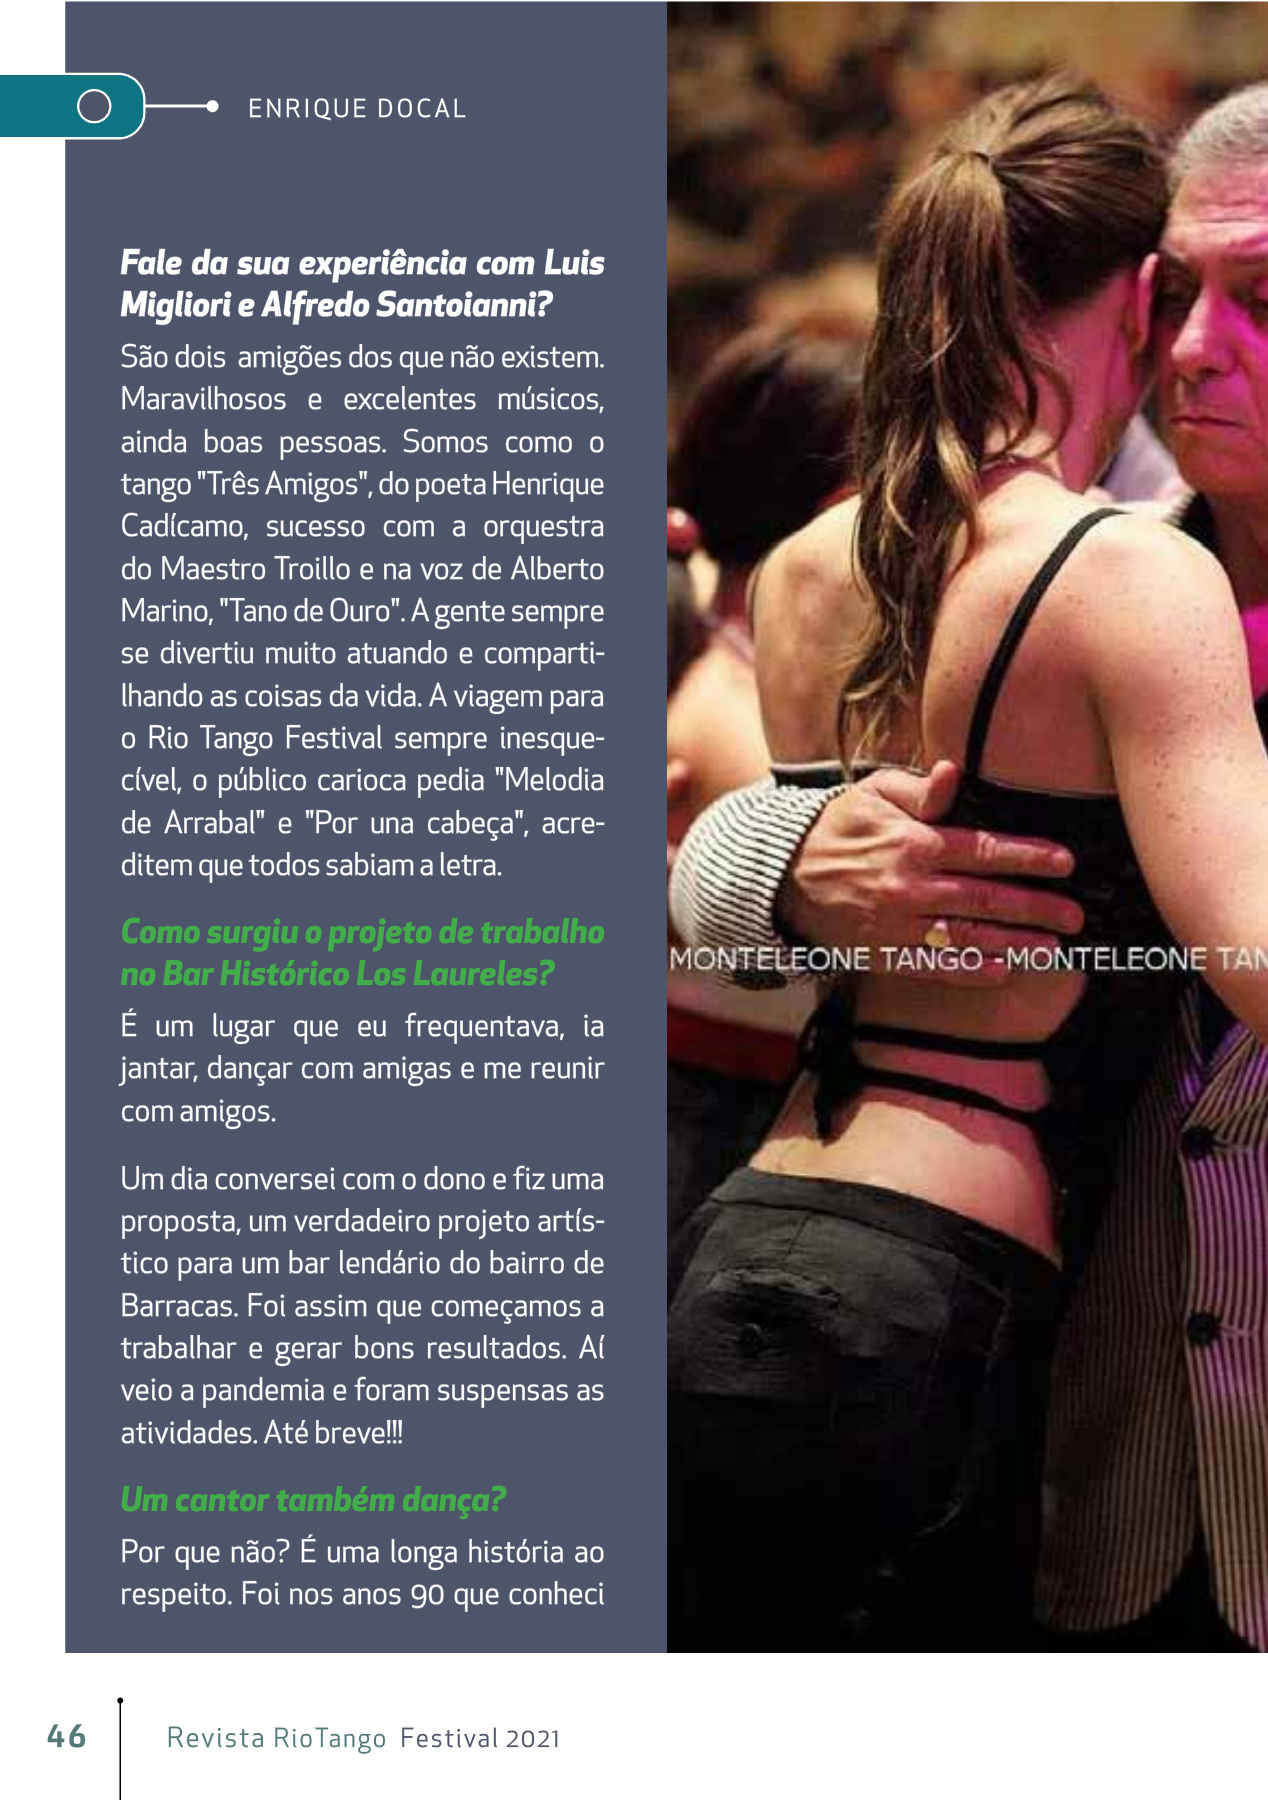 ENRIQUE DOCAL
Fale da sua experiência com Luis
Migliori e Alfredo Santoianni?
São dois amigões dos que não existem.
Maravilhosos e excelentes músicos,
ainda boas pessoas. Somos como o
tango "Três Amigos", do poeta Henrique
Cadícamo, sucesso com a orquestra
do Maestro Troillo e na voz de Alberto
Marino, "Tano de Ouro". A gente sempre
se divertiu muito atuando e comparti-
lhando as coisas da vida. A viagem para
o Rio Tango Festival sempre inesque-
cível, o público carioca pedia "Melodia
de Arrabal" e "Por una cabeça", acre-
ditem que todos sabiam a letra.
Como surgiu o projeto de trabalho
no Bar Histórico Los Laureles?
É um lugar que eu frequentava, ia
jantar, dançar com amigas e me reunir
com amigos.
Um dia conversei com o dono e fiz uma
proposta, um verdadeiro projeto artís-
tico para um bar lendário do bairro de
Barracas. Foi assim que começamos a
trabalhar e gerar bons resultados. Aí
veio a pandemia e foram suspensas as
atividades. Até breve!!!
Um cantor também dança?
Por que não? É uma longa história ao
respeito. Foi nos anos 90 que conheci
MONTELEONE TANGO -MONTELEONE TAN
46
Revista RioTango Festival 2021